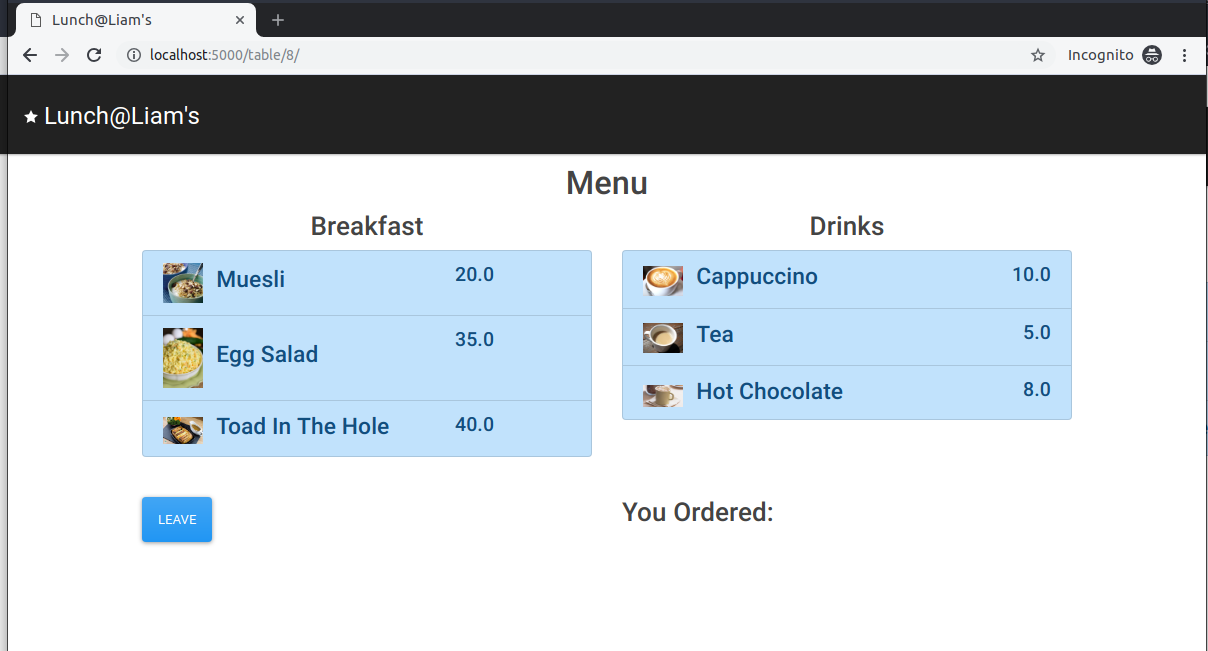 Lunch@Liam's
localhost:5000/table/8/
Incognito
Lunch@Liam's
Menu
Breakfast
Muesli 20.0
Egg Salad 35.0
Toad In The Hole 40.0
Drinks
Cappuccino 10.0
Tea 5.0
Hot Chocolate 8.0
LEAVE
You Ordered: